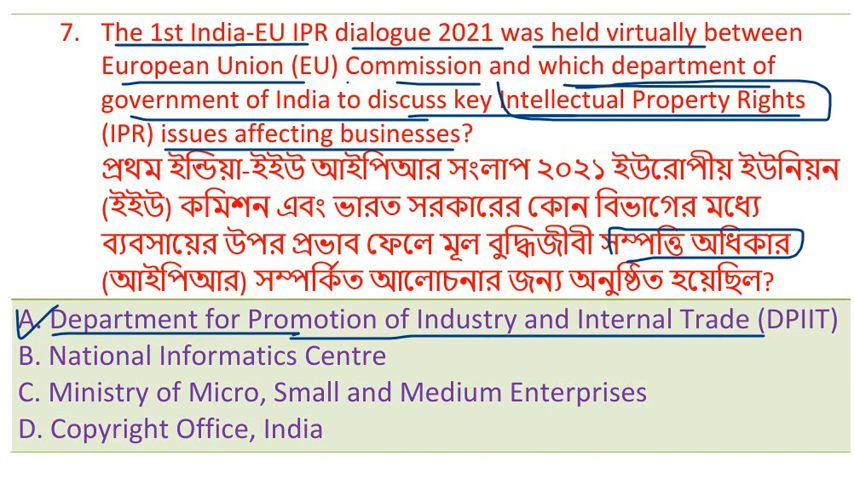 7. The 1st India-EU IPR dialogue 2021 was held virtually between
European Union (EU) Commission and which department of
government of India to discuss key Intellectual Property Rights
(IPR) issues affecting businesses?
প্রথম ইন্ডিয়া-ইইউ আইপিআর সংলাপ ২০২১ ইউরোপীয় ইউনিয়ন
(ইইউ) কমিশন এবং ভারত সরকারের কোন বিভাগের মধ্যে
ব্যবসায়ের উপর প্রভাব ফেলে মূল বুদ্ধিজীবী সম্পত্তি অধিকার
(আইপিআর) সম্পর্কিত আলোচনার জন্য অনুষ্ঠিত হয়েছিল?
A. Department for Promotion of Industry and Internal Trade (DPIIT)
B. National Informatics Centre
C. Ministry of Micro, Small and Medium Enterprises
D. Copyright Office, India